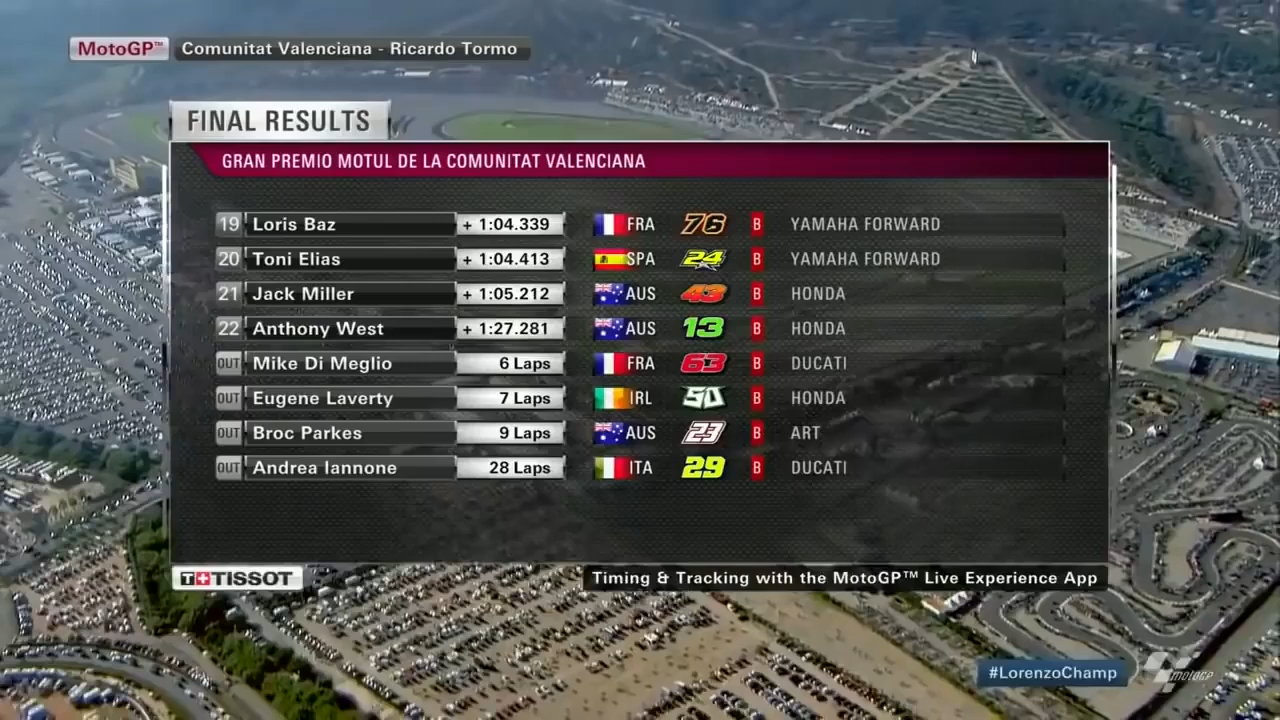 MotoGP™ Comunitat Valenciana - Ricardo Tormo
FINAL RESULTS
GRAN PREMIO MOTUL DE LA COMUNITAT VALENCIANA
19 Loris Baz + 1:04.339 FRA 76 B YAMAHA FORWARD
20 Toni Elias + 1:04.413 SPA 24 B YAMAHA FORWARD
21 Jack Miller + 1:05.212 AUS 43 B HONDA
22 Anthony West + 1:27.281 AUS 13 B HONDA
OUT Mike Di Meglio 6 Laps FRA 63 B DUCATI
OUT Eugene Laverty 7 Laps IRL 50 B HONDA
OUT Broc Parkes 9 Laps AUS 23 B ART
OUT Andrea Iannone 28 Laps ITA 29 B DUCATI
T+TISSOT Timing & Tracking with the MotoGP™ Live Experience App
#LorenzoChamp MotoGP